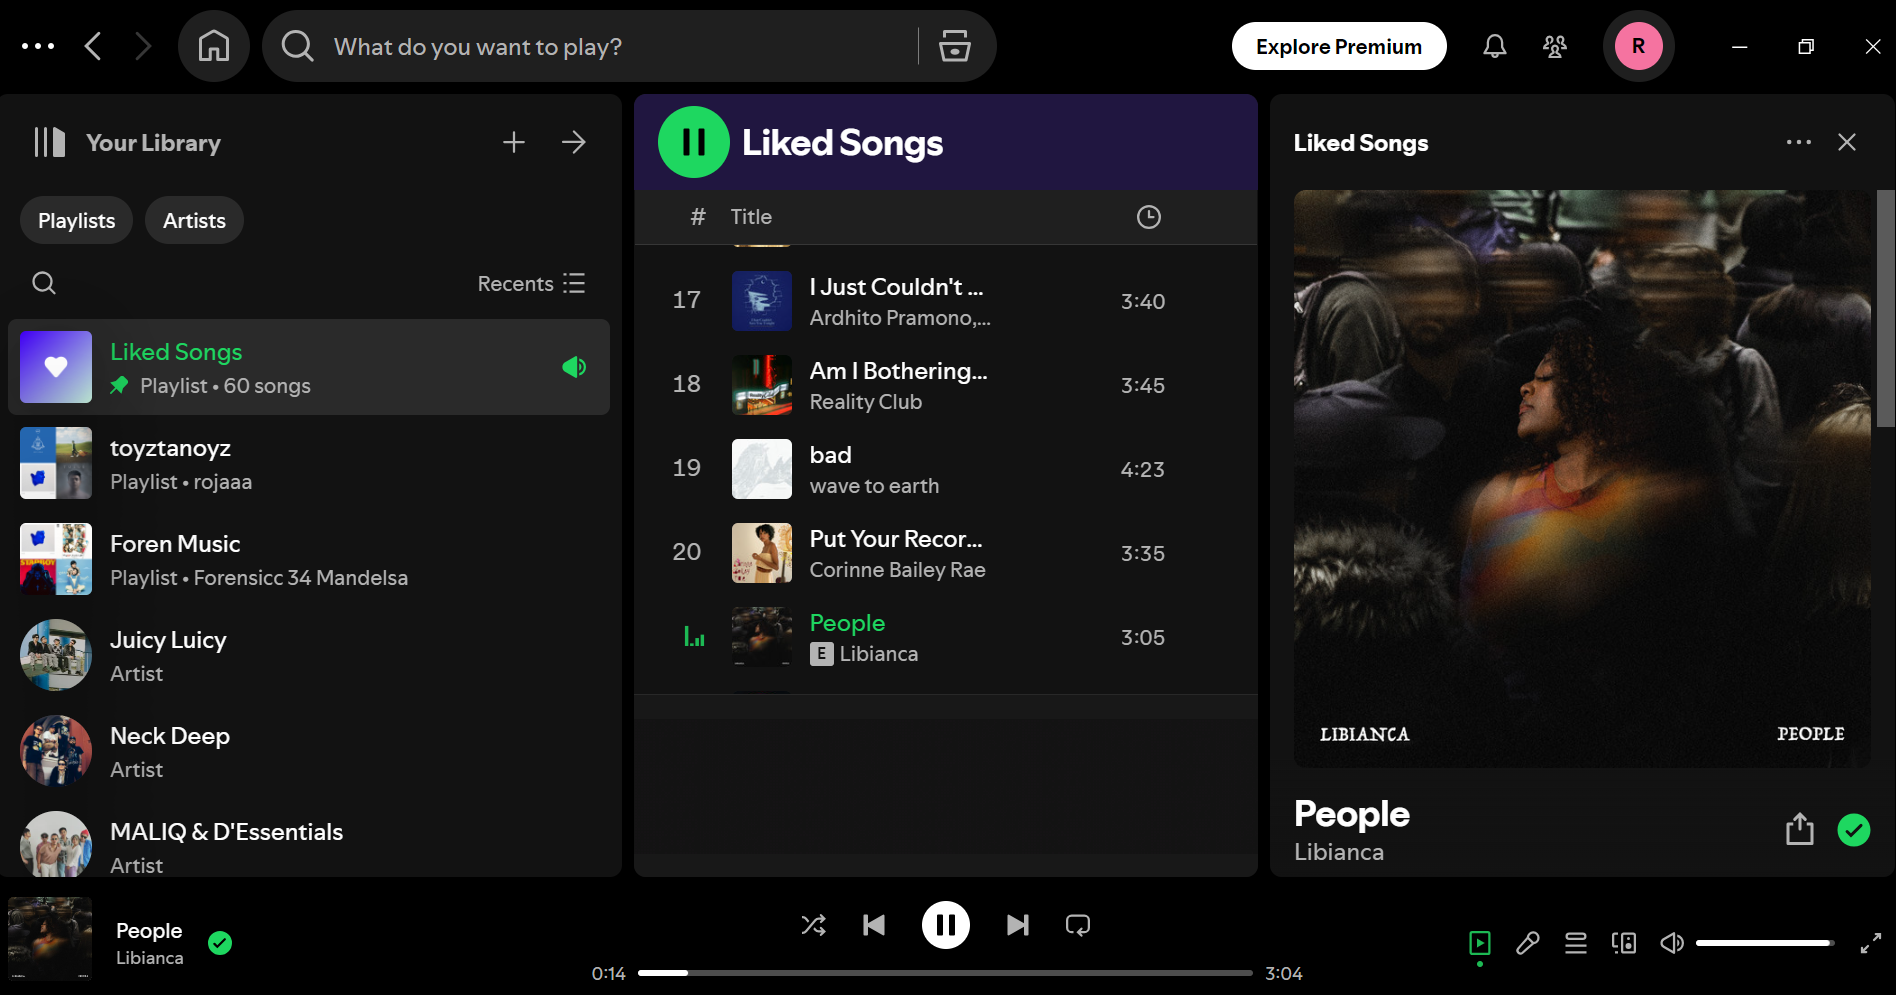 What do you want to play?
Explore Premium
R
Your Library
Playlists
Artists
Recents
Liked Songs
Playlist • 60 songs
toyztanoyz
Playlist • rojaaa
Foren Music
Playlist • Forensicc 34 Mandelsa
Juicy Luicy
Artist
Neck Deep
Artist
MALIQ & D'Essentials
Artist
Liked Songs
# Title
17 I Just Couldn't ... 3:40
Ardhito Pramono,...
18 Am I Bothering... 3:45
Reality Club
19 bad 4:23
wave to earth
20 Put Your Recor... 3:35
Corinne Bailey Rae
People 3:05
E Libianca
Liked Songs
LIBIANCA PEOPLE
People
Libianca
People
Libianca
0:14 3:04